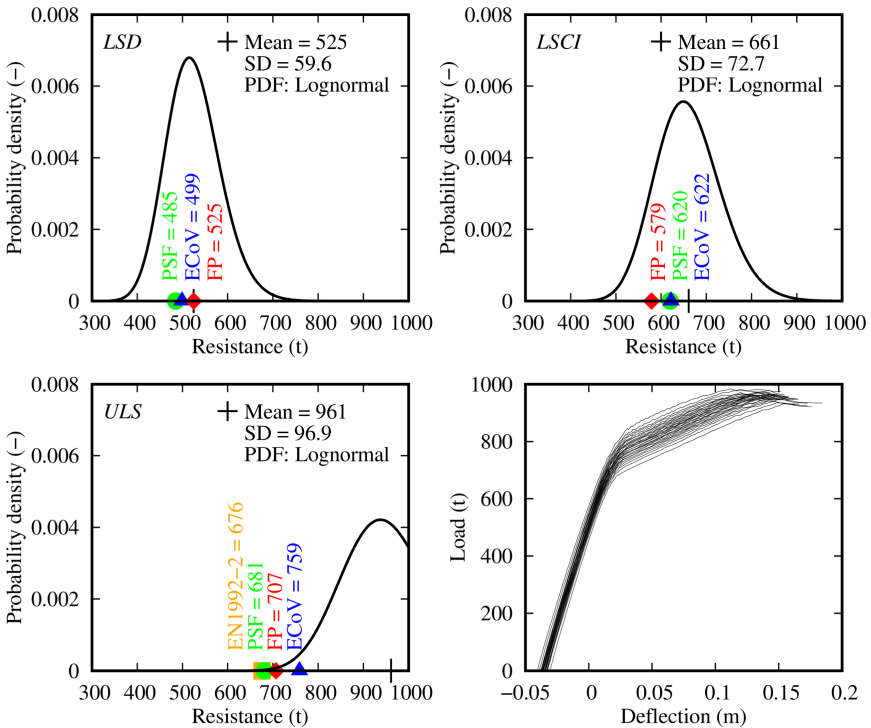 LSD
Mean = 525
SD = 59.6
PDF: Lognormal
Probability density (−)
0.008
0.006
0.004
0.002
0
PSF = 485
ECoV = 499
FP = 525
300 400 500 600 700 800 900 1000
Resistance (t)
LSCI
Mean = 661
SD = 72.7
PDF: Lognormal
Probability density (−)
0.008
0.006
0.004
0.002
0
FP = 579
PSF = 620
ECoV = 622
300 400 500 600 700 800 900 1000
Resistance (t)
ULS
Mean = 961
SD = 96.9
PDF: Lognormal
Probability density (−)
0.008
0.006
0.004
0.002
0
EN1992−2 = 676
PSF = 681
FP = 707
ECoV = 759
300 400 500 600 700 800 900 1000
Resistance (t)
Load (t)
1000
800
600
400
200
0
−0.05 0 0.05 0.1 0.15 0.2
Deflection (m)